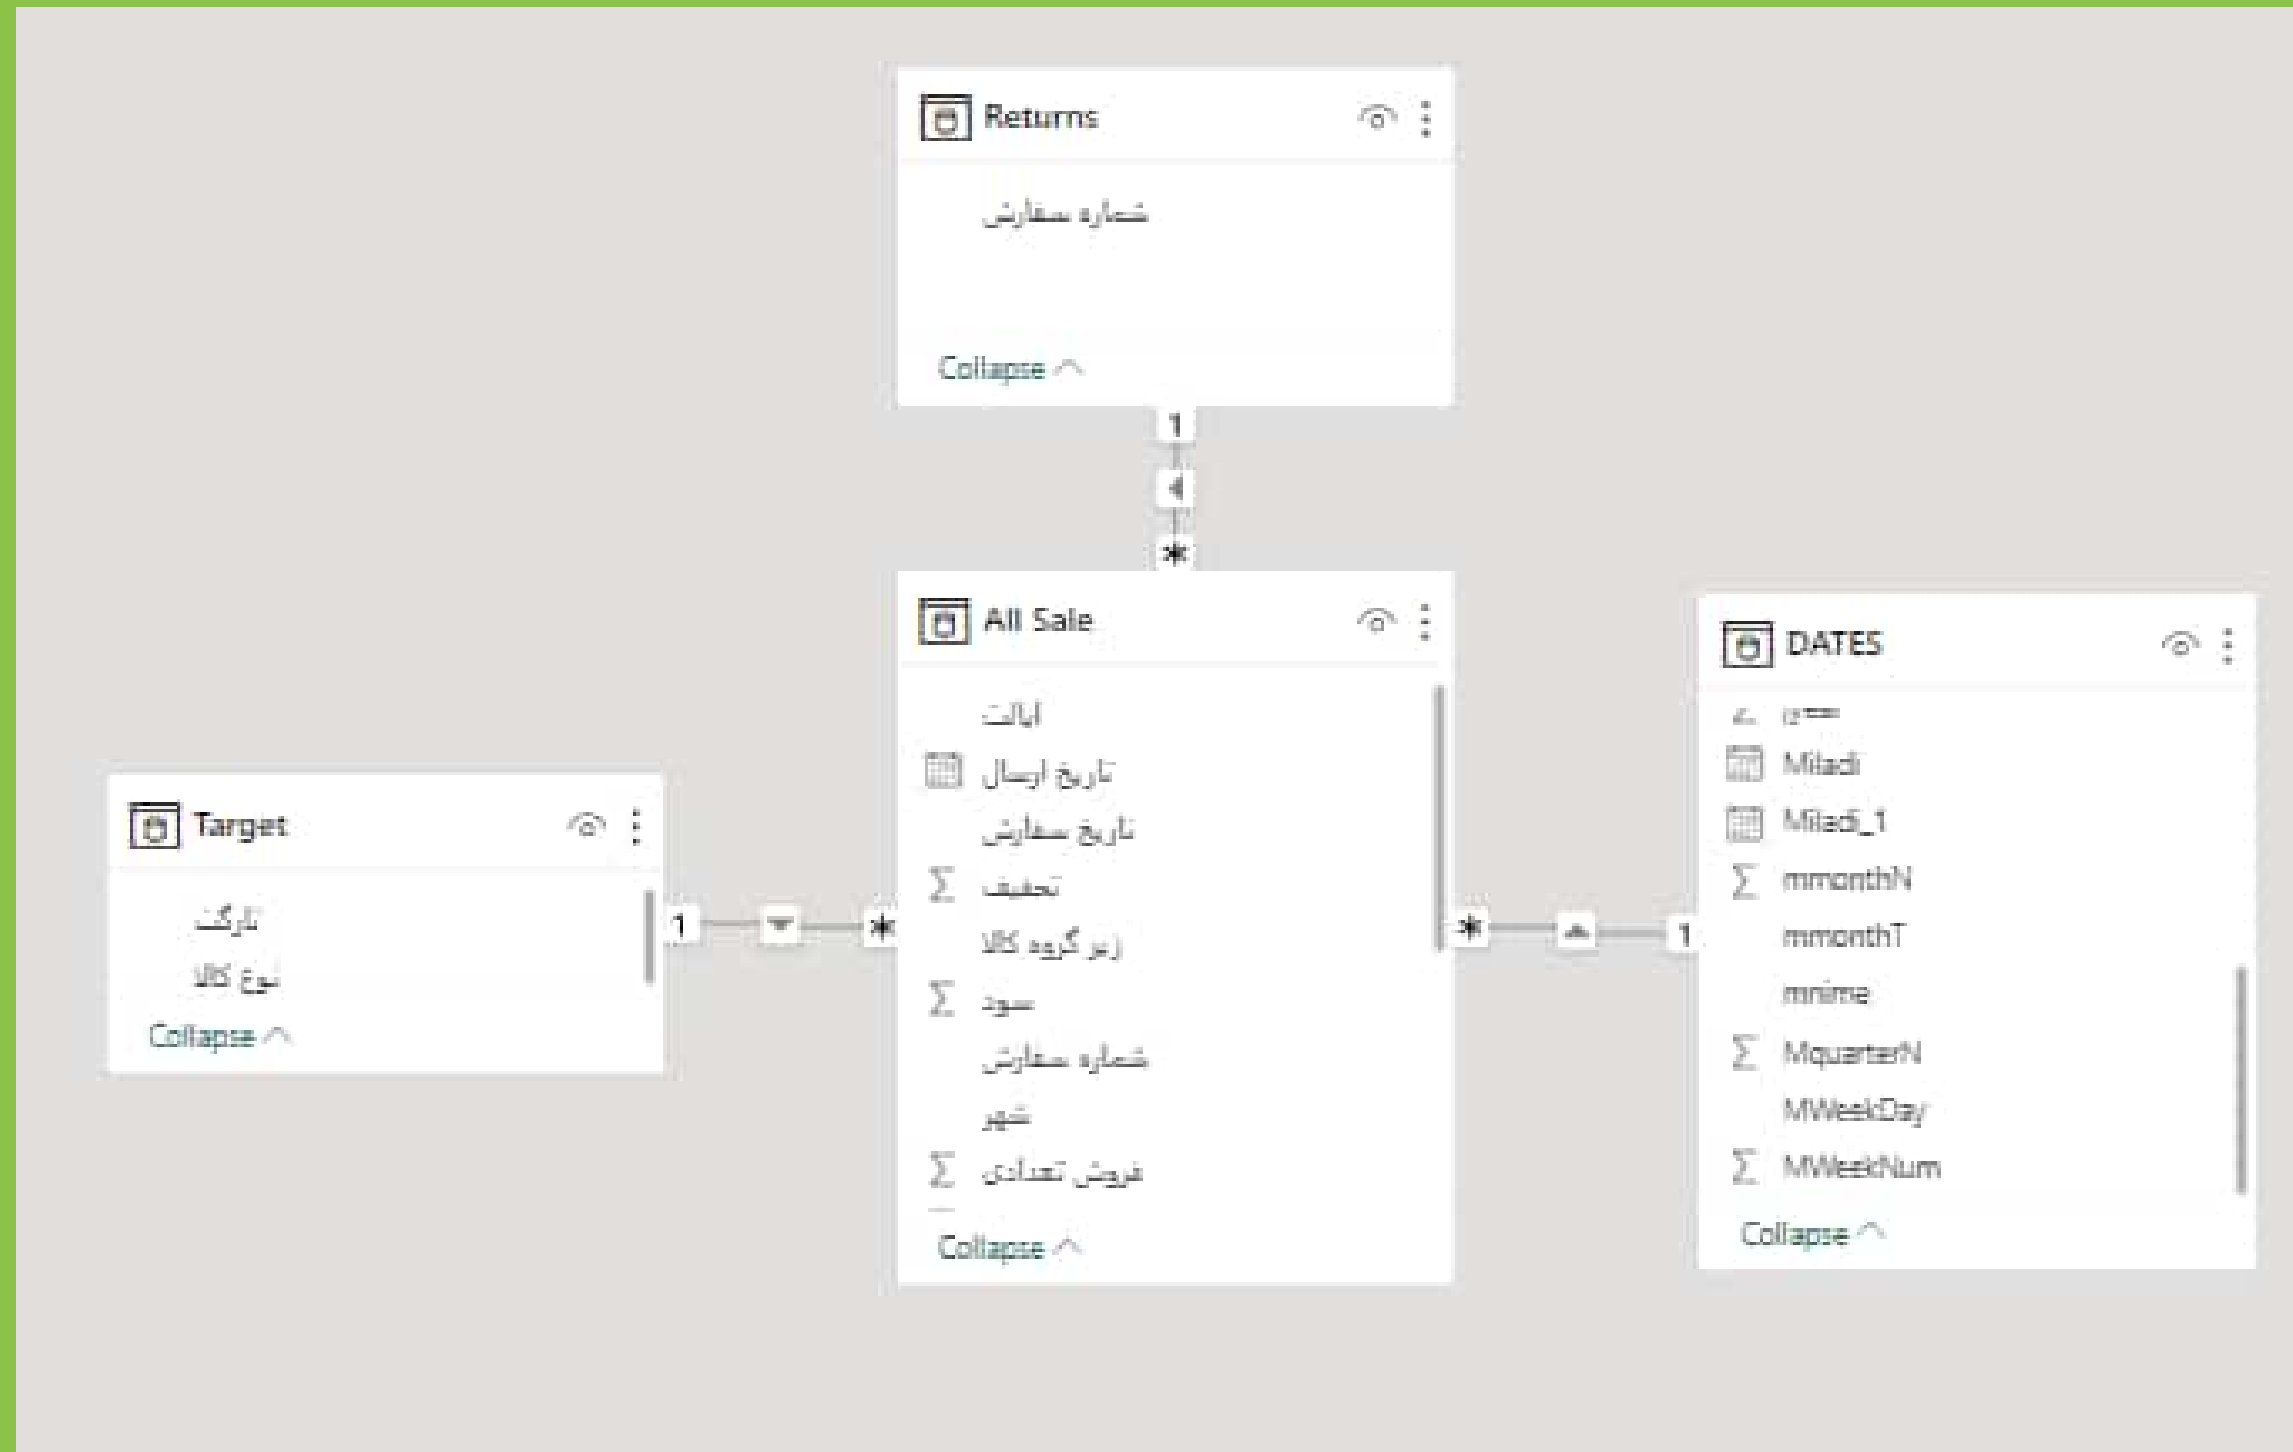 Returns
شماره سفارش
Collapse
1
*
All Sale
ایالت
تاریخ ارسال
تاریخ سفارش
تخفیف
زیر گروه کالا
سود
شماره سفارش
شهر
فروش تعدادی
Collapse
Target
تارگت
نوع کالا
Collapse
1
*
*
1
DATES
Miladi
Miladi_1
mmonthN
mmonthT
mnime
MquarterN
MWeekDay
MWeekNum
Collapse